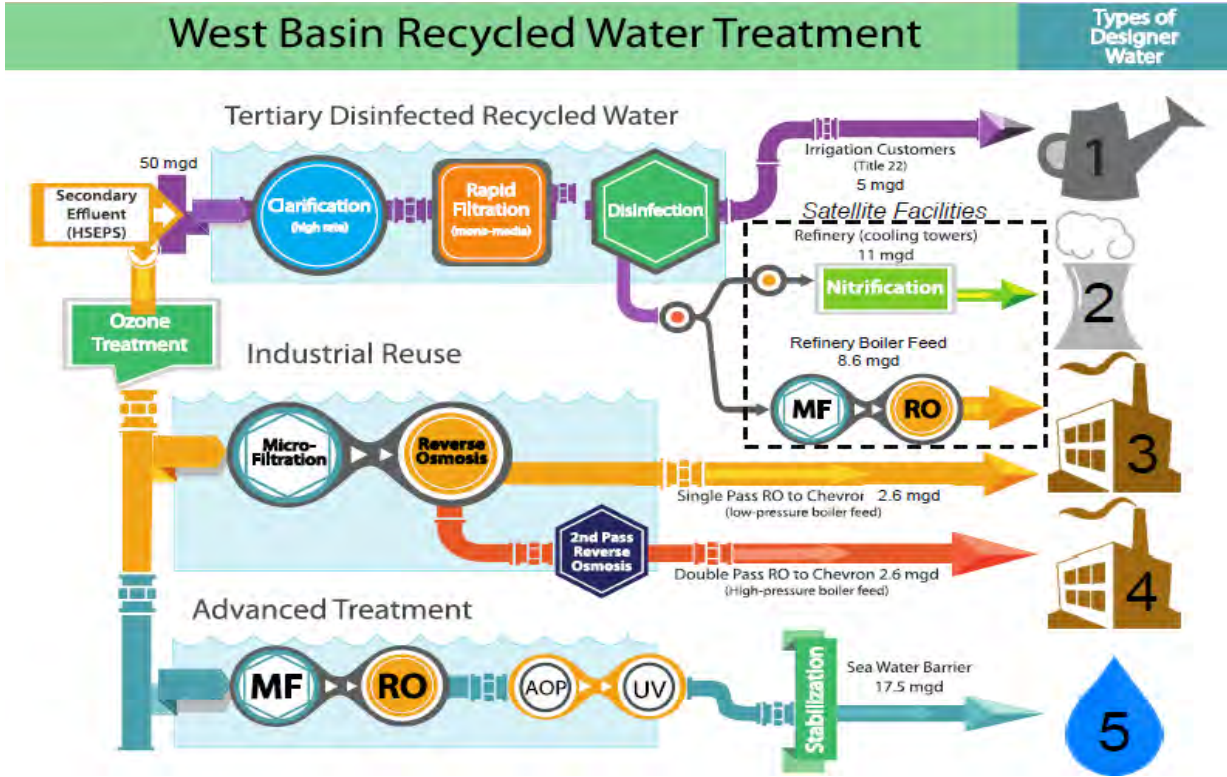 West Basin Recycled Water Treatment
Types of
Designer
Water
Tertiary Disinfected Recycled Water
50 mgd
Secondary
Effluent
(HSEPS)
Clarification
(high rate)
Rapid
Filtration
(mono-media)
Disinfection
Irrigation Customers
(Title 22)
5 mgd
1
Satellite Facilities
Refinery (cooling towers)
11 mgd
Nitrification
2
Ozone
Treatment
Refinery Boiler Feed
8.6 mgd
MF
RO
Industrial Reuse
Micro-
Filtration
Reverse
Osmosis
Single Pass RO to Chevron 2.6 mgd
(low-pressure boiler feed)
3
2nd Pass
Reverse
Osmosis
Double Pass RO to Chevron 2.6 mgd
(High-pressure boiler feed)
4
Advanced Treatment
MF
RO
AOP
UV
Stabilization
Sea Water Barrier
17.5 mgd
5